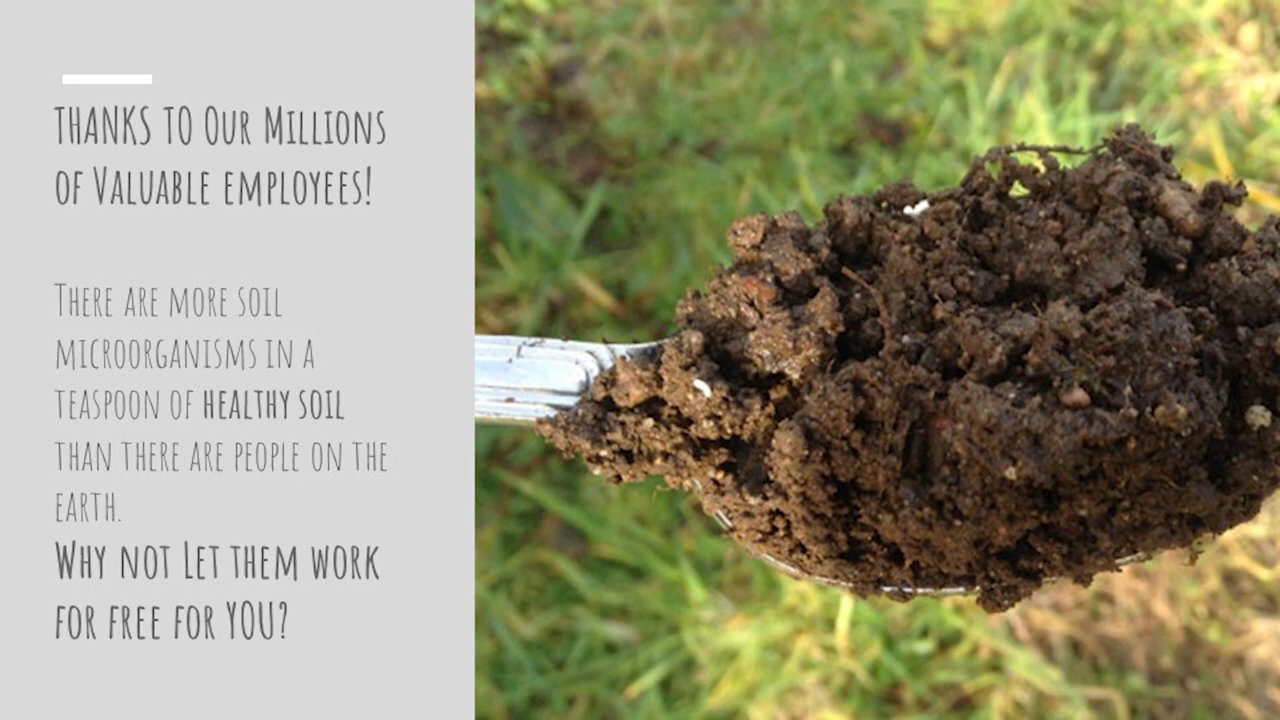 THANKS TO Our Millions
of Valuable employees!
There are more soil
microorganisms in a
teaspoon of healthy soil
than there are people on the
earth.
Why not Let them work
for free for YOU?